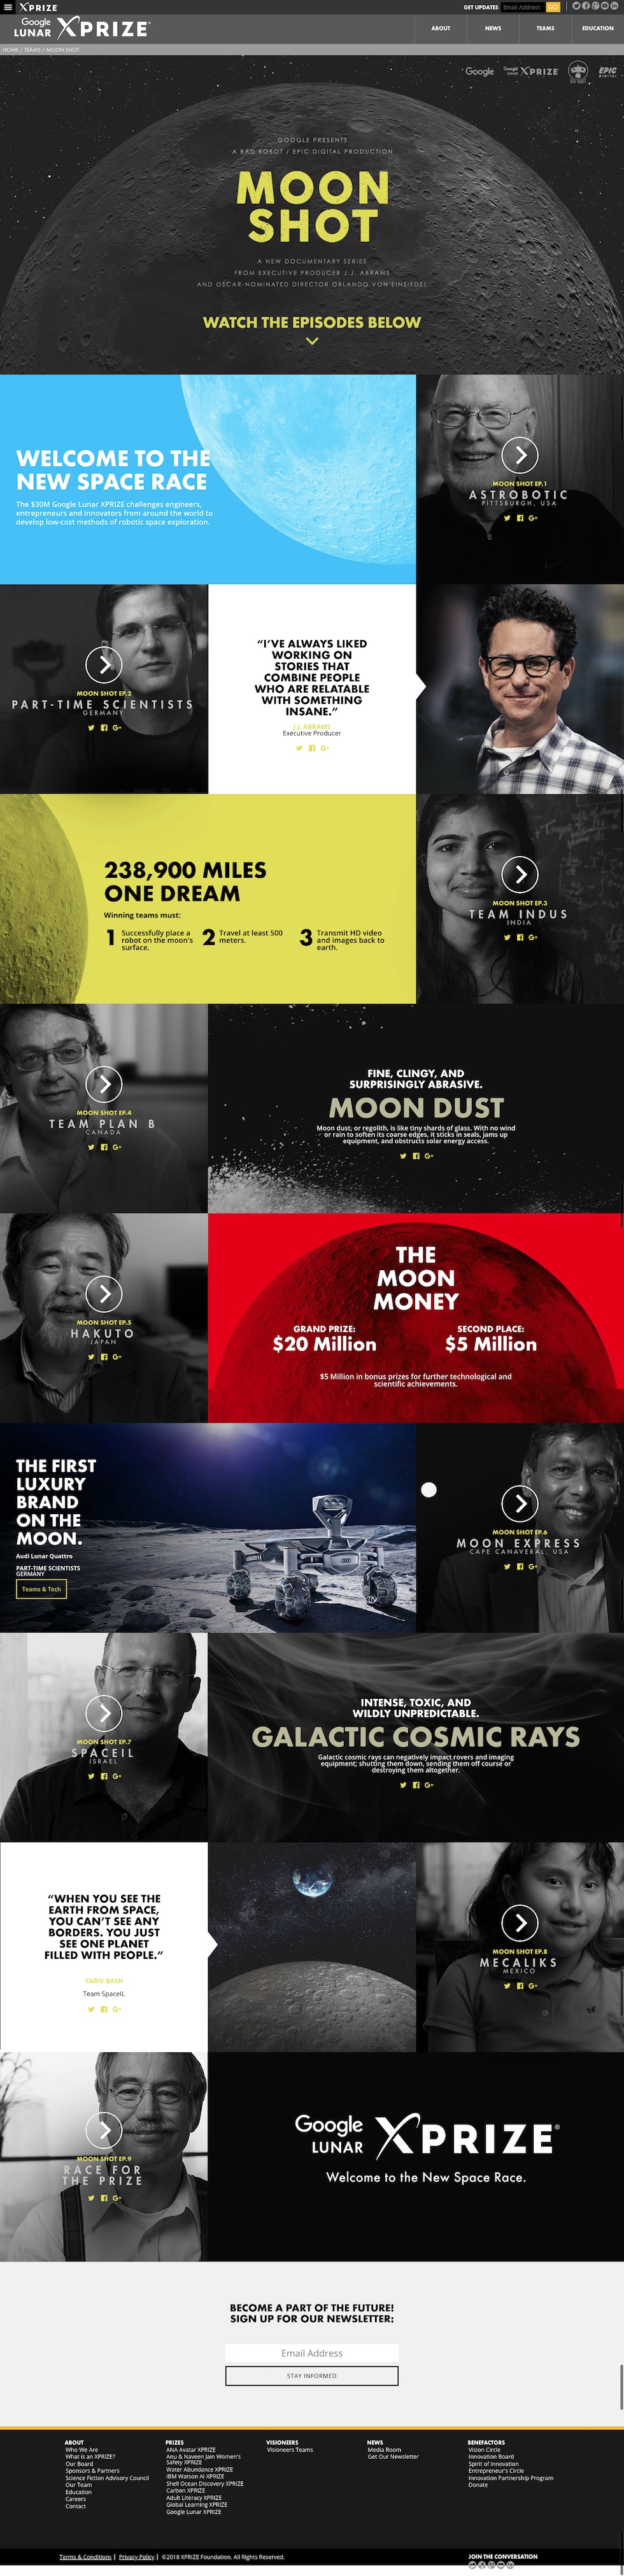 XPRIZE
GET UPDATES Email Address GO
Google LUNAR XPRIZE
ABOUT NEWS TEAMS EDUCATION
HOME / TEAMS / MOON SHOT
Google Google LUNAR XPRIZE BAD ROBOT EPIC DIGITAL
GOOGLE PRESENTS
A BAD ROBOT / EPIC DIGITAL PRODUCTION
MOON
SHOT
A NEW DOCUMENTARY SERIES
FROM EXECUTIVE PRODUCER J.J. ABRAMS
AND OSCAR-NOMINATED DIRECTOR ORLANDO VON EINSIEDEL
WATCH THE EPISODES BELOW
WELCOME TO THE
NEW SPACE RACE
The $30M Google Lunar XPRIZE challenges engineers,
entrepreneurs and innovators from around the world to
develop low-cost methods of robotic space exploration.
MOON SHOT EP.1
ASTROBOTIC
PITTSBURGH, USA
MOON SHOT EP.2
PART-TIME SCIENTISTS
GERMANY
“I’VE ALWAYS LIKED
WORKING ON
STORIES THAT
COMBINE PEOPLE
WHO ARE RELATABLE
WITH SOMETHING
INSANE.”
J.J. ABRAMS
Executive Producer
238,900 MILES
ONE DREAM
Winning teams must:
1 Successfully place a
robot on the moon's
surface.
2 Travel at least 500
meters.
3 Transmit HD video
and images back to
earth.
MOON SHOT EP.3
TEAM INDUS
INDIA
MOON SHOT EP.4
TEAM PLAN B
CANADA
FINE, CLINGY, AND
SURPRISINGLY ABRASIVE.
MOON DUST
Moon dust, or regolith, is like tiny shards of glass. With no wind
or rain to soften its coarse edges, it sticks in seals, jams up
equipment, and obstructs solar energy access.
MOON SHOT EP.5
HAKUTO
JAPAN
THE
MOON
MONEY
GRAND PRIZE:
$20 Million
SECOND PLACE:
$5 Million
$5 Million in bonus prizes for further technological and
scientific achievements.
THE FIRST
LUXURY
BRAND
ON THE
MOON.
Audi Lunar Quattro
PART-TIME SCIENTISTS
GERMANY
Teams & Tech
MOON SHOT EP.6
MOON EXPRESS
CAPE CANAVERAL, USA
MOON SHOT EP.7
SPACEIL
ISRAEL
INTENSE, TOXIC, AND
WILDLY UNPREDICTABLE.
GALACTIC COSMIC RAYS
Galactic cosmic rays can negatively impact rovers and imaging
equipment; shutting them down, sending them off course or
destroying them altogether.
“WHEN YOU SEE THE
EARTH FROM SPACE,
YOU CAN’T SEE ANY
BORDERS. YOU JUST
SEE ONE PLANET
FILLED WITH PEOPLE.”
YARIV BASH
Team SpaceIL
MOON SHOT EP.8
MECALIKS
MEXICO
MOON SHOT EP.9
RACE FOR
THE PRIZE
Google LUNAR XPRIZE
Welcome to the New Space Race.
BECOME A PART OF THE FUTURE!
SIGN UP FOR OUR NEWSLETTER:
Email Address
STAY INFORMED
ABOUT
Who We Are
What is an XPRIZE?
Our Board
Sponsors & Partners
Science Fiction Advisory Council
Our Team
Education
Careers
Contact
PRIZES
ANA Avatar XPRIZE
Anu & Naveen Jain Women's
Safety XPRIZE
Water Abundance XPRIZE
IBM Watson AI XPRIZE
Shell Ocean Discovery XPRIZE
Carbon XPRIZE
Adult Literacy XPRIZE
Global Learning XPRIZE
Google Lunar XPRIZE
VISIONEERS
Visioneers Teams
NEWS
Media Room
Get Our Newsletter
BENEFACTORS
Vision Circle
Innovation Board
Spirit of Innovation
Executive's Circle
Innovation Partnership Program
Donate
Terms & Conditions | Privacy Policy | ©2018 XPRIZE Foundation. All Rights Reserved.
JOIN THE CONVERSATION